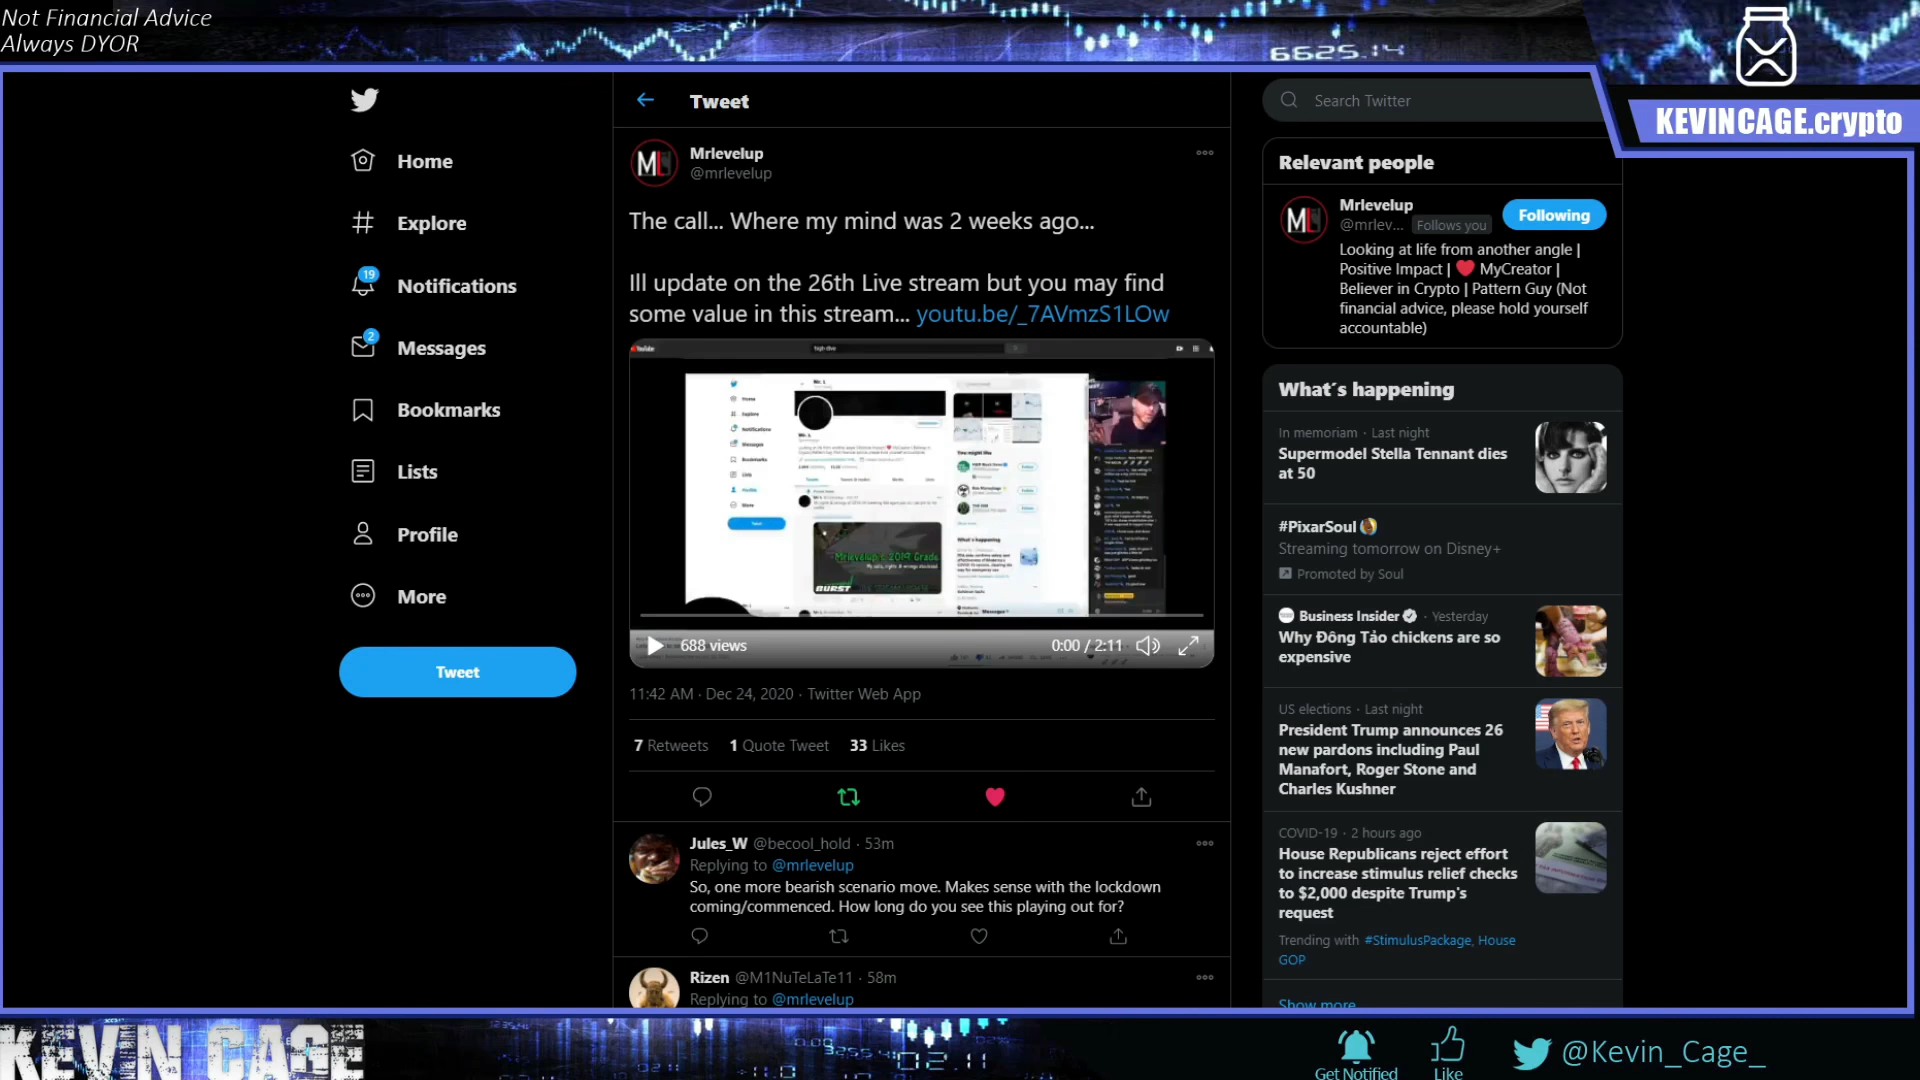 Not Financial Advice
Always DYOR
6625.14
KEVINCAGE.crypto
Home
Explore
19
Notifications
2
Messages
Bookmarks
Lists
Profile
More
Tweet
Tweet
Mrlevelup
@mrlevelup
The call... Where my mind was 2 weeks ago...
Ill update on the 26th Live stream but you may find
some value in this stream... youtu.be/_7AVmzS1LOw
high dive
Mrlevelup's 2019 Grade
BURST
688 views
0:00 / 2:11
11:42 AM · Dec 24, 2020 · Twitter Web App
7 Retweets 1 Quote Tweet 33 Likes
Jules_W @becool_hold · 53m
Replying to @mrlevelup
So, one more bearish scenario move. Makes sense with the lockdown
coming/commenced. How long do you see this playing out for?
Rizen @M1NuTeLaTe11 · 58m
Replying to @mrlevelup
Search Twitter
Relevant people
Mrlevelup
@mrlev... Follows you
Following
Looking at life from another angle |
Positive Impact | ❤️ MyCreator |
Believer in Crypto | Pattern Guy (Not
financial advice, please hold yourself
accountable)
What´s happening
In memoriam · Last night
Supermodel Stella Tennant dies
at 50
#PixarSoul
Streaming tomorrow on Disney+
Promoted by Soul
Business Insider · Yesterday
Why Đông Tảo chickens are so
expensive
US elections · Last night
President Trump announces 26
new pardons including Paul
Manafort, Roger Stone and
Charles Kushner
COVID-19 · 2 hours ago
House Republicans reject effort
to increase stimulus relief checks
to $2,000 despite Trump's
request
Trending with #StimulusPackage, House
GOP
Show more
KEVIN CAGE
02.11
Get Notified
Like
@Kevin_Cage_